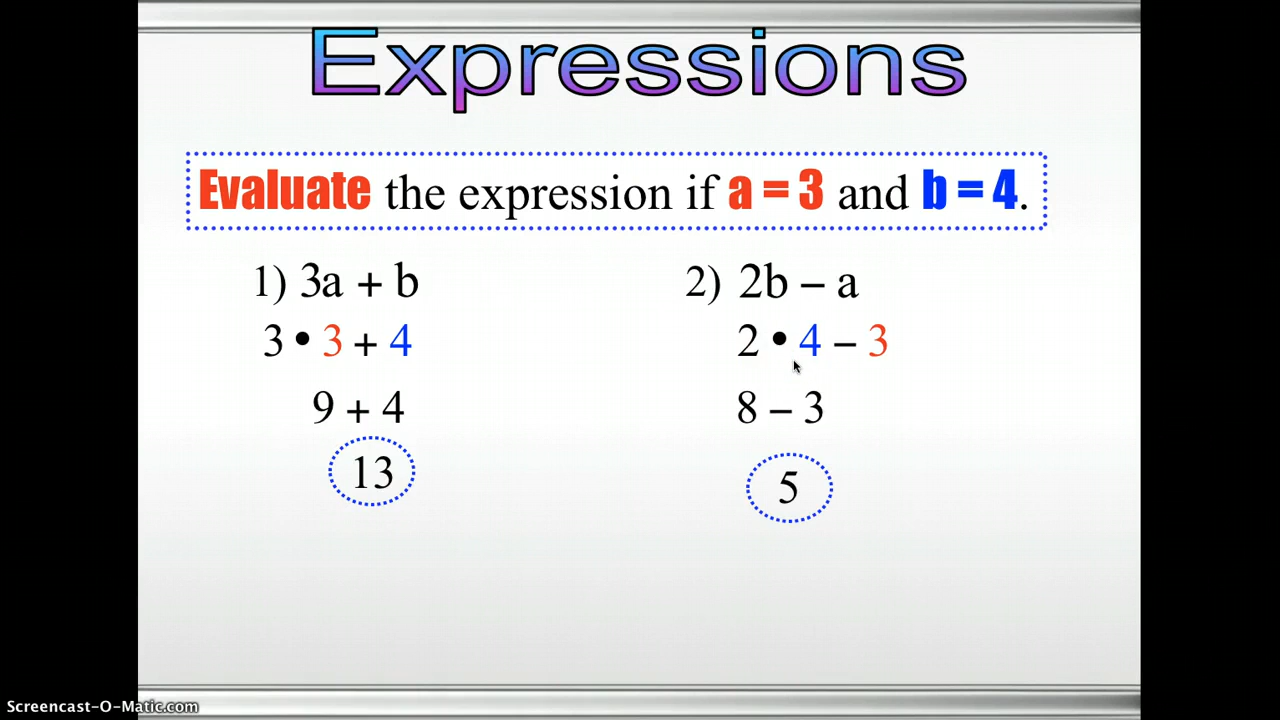 Expressions
Evaluate the expression if a = 3 and b = 4.
1) 3a + b
3 • 3 + 4
9 + 4
13
2) 2b – a
2 • 4 – 3
8 – 3
5
Screencast-O-Matic.com